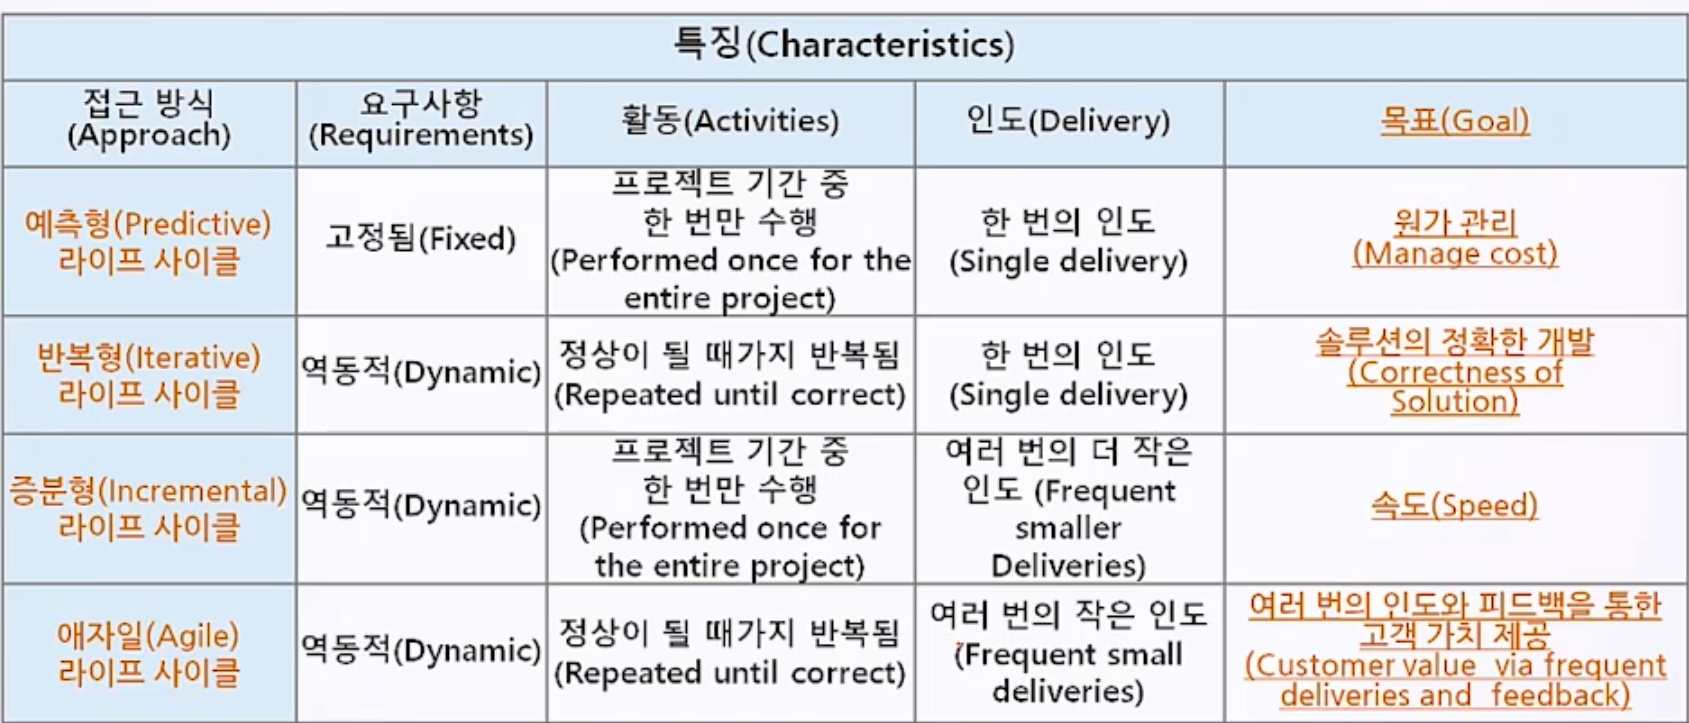 특징(Characteristics)
접근 방식
(Approach)
요구사항
(Requirements)
활동(Activities)
인도(Delivery)
목표(Goal)
예측형(Predictive)
라이프 사이클
고정됨(Fixed)
프로젝트 기간 중
한 번만 수행
(Performed once for the
entire project)
한 번의 인도
(Single delivery)
원가 관리
(Manage cost)
반복형(Iterative)
라이프 사이클
역동적(Dynamic)
정상이 될 때가지 반복됨
(Repeated until correct)
한 번의 인도
(Single delivery)
솔루션의 정확한 개발
(Correctness of
Solution)
증분형(Incremental)
라이프 사이클
역동적(Dynamic)
프로젝트 기간 중
한 번만 수행
(Performed once for
the entire project)
여러 번의 더 작은
인도 (Frequent
smaller
Deliveries)
속도(Speed)
애자일(Agile)
라이프 사이클
역동적(Dynamic)
정상이 될 때가지 반복됨
(Repeated until correct)
여러 번의 작은 인도
(Frequent small
deliveries)
여러 번의 인도와 피드백을 통한
고객 가치 제공
(Customer value via frequent
deliveries and feedback)